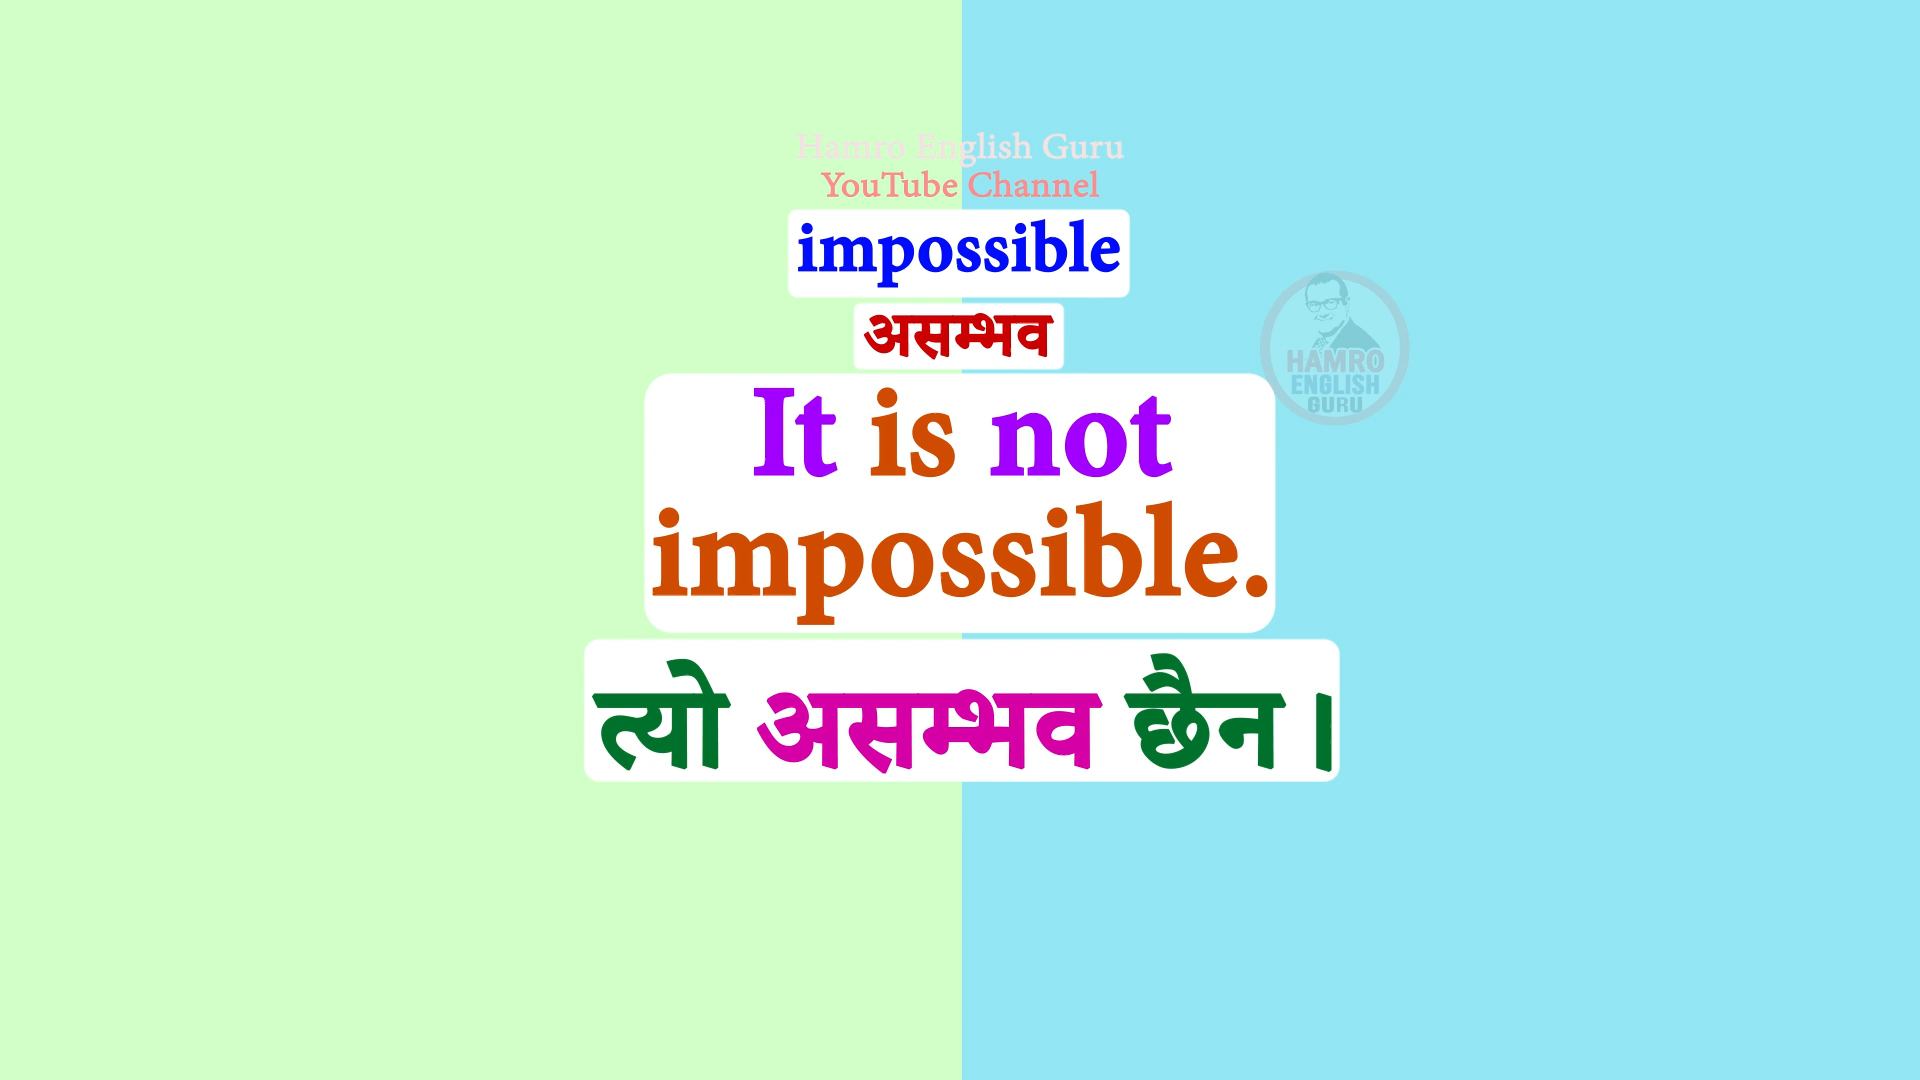 Hamro English Guru
YouTube Channel
impossible
असम्भव
HAMRO
ENGLISH
GURU
It is not
impossible.
त्यो असम्भव छैन ।